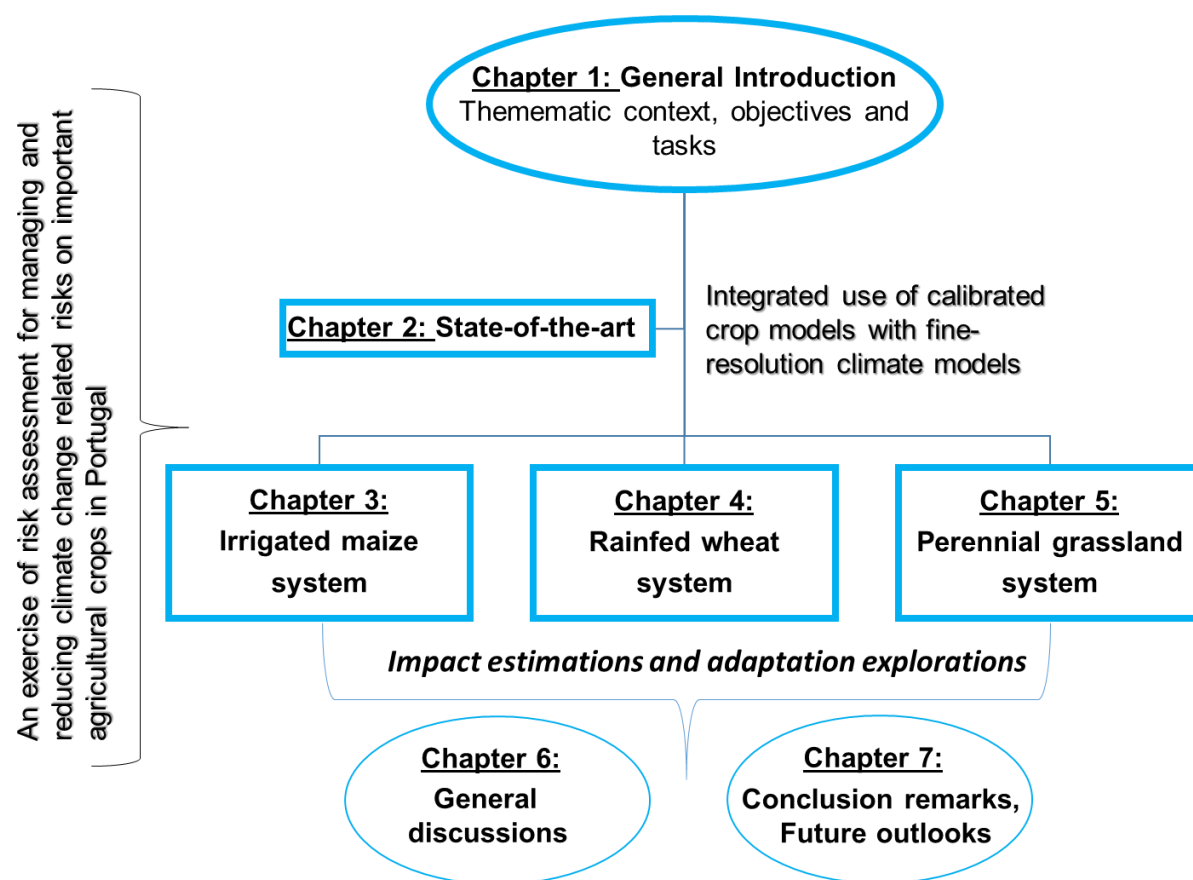 An exercise of risk assessment for managing and
reducing climate change related risks on important
agricultural crops in Portugal
Chapter 1: General Introduction
Themematic context, objectives and
tasks
Chapter 2: State-of-the-art
Integrated use of calibrated
crop models with fine-
resolution climate models
Chapter 3:
Irrigated maize
system
Chapter 4:
Rainfed wheat
system
Chapter 5:
Perennial grassland
system
Impact estimations and adaptation explorations
Chapter 6:
General
discussions
Chapter 7:
Conclusion remarks,
Future outlooks